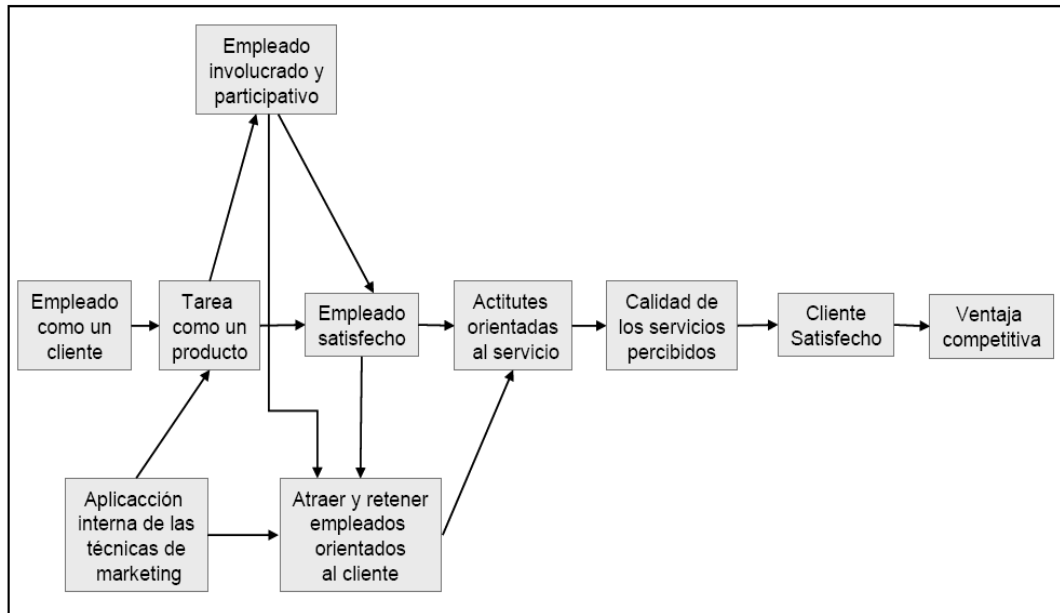 Empleado
involucrado y
participativo
Empleado
como un
cliente
Tarea
como un
producto
Empleado
satisfecho
Actitutes
orientadas
al servicio
Calidad de
los servicios
percibidos
Cliente
Satisfecho
Ventaja
competitiva
Aplicacción
interna de las
técnicas de
marketing
Atraer y retener
empleados
orientados
al cliente